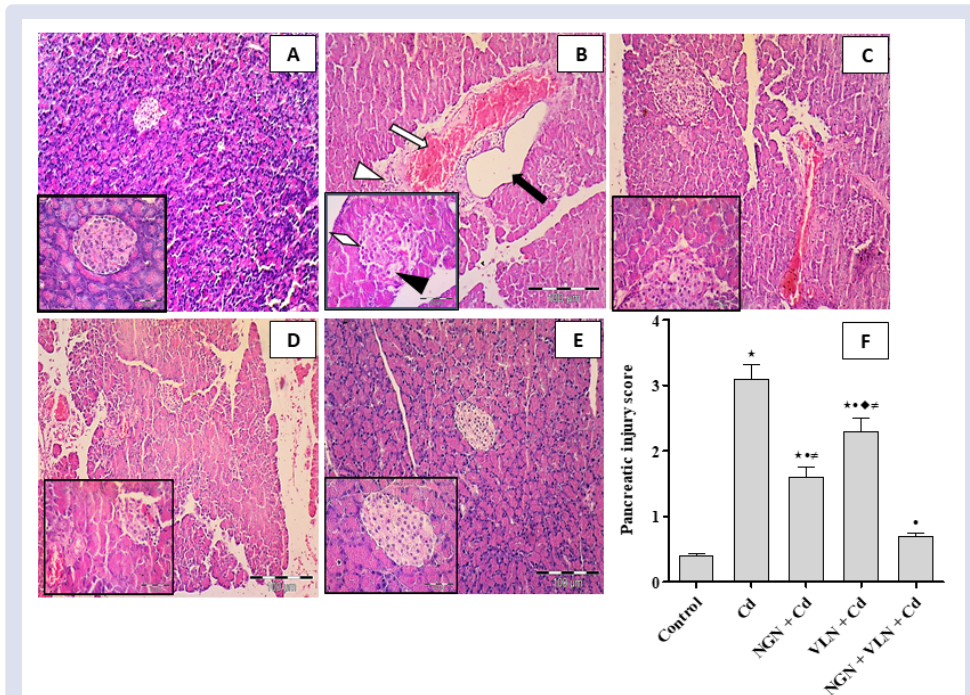 A
B
C
100 μm
D
E
100 μm
100 μm
F
Pancreatic injury score
4
3
2
1
0
★
★•≠
★•◆≠
•
Control
Cd
NGN + Cd
VLN + Cd
NGN + VLN + Cd